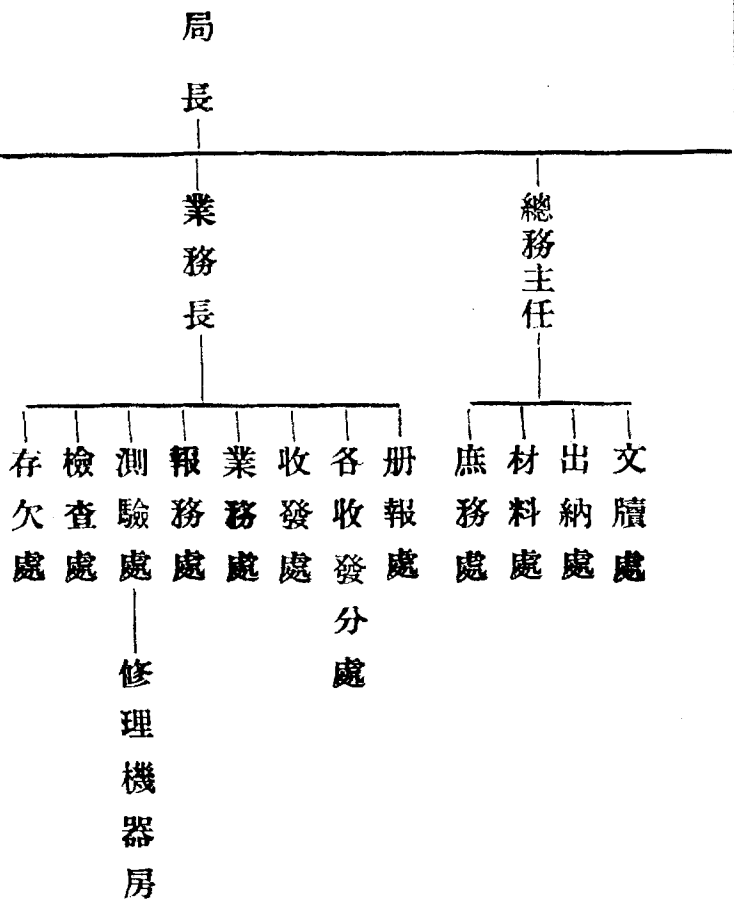 局長
總務主任
文牘處
出納處
材料處
庶務處
業務長
册報處
各收發分處
收發處
業務處
報務處
測驗處
修理機器房
檢查處
存欠處